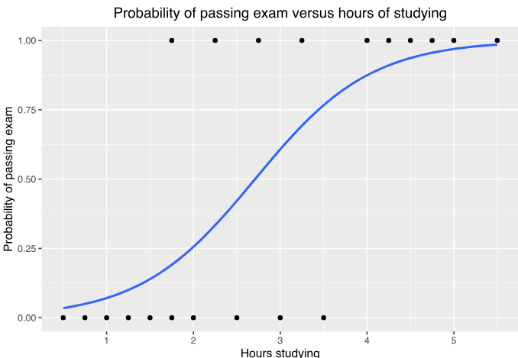 Probability of passing exam versus hours of studying
Probability of passing exam
1.00
0.75
0.50
0.25
0.00
1 2 3 4 5
Hours studying